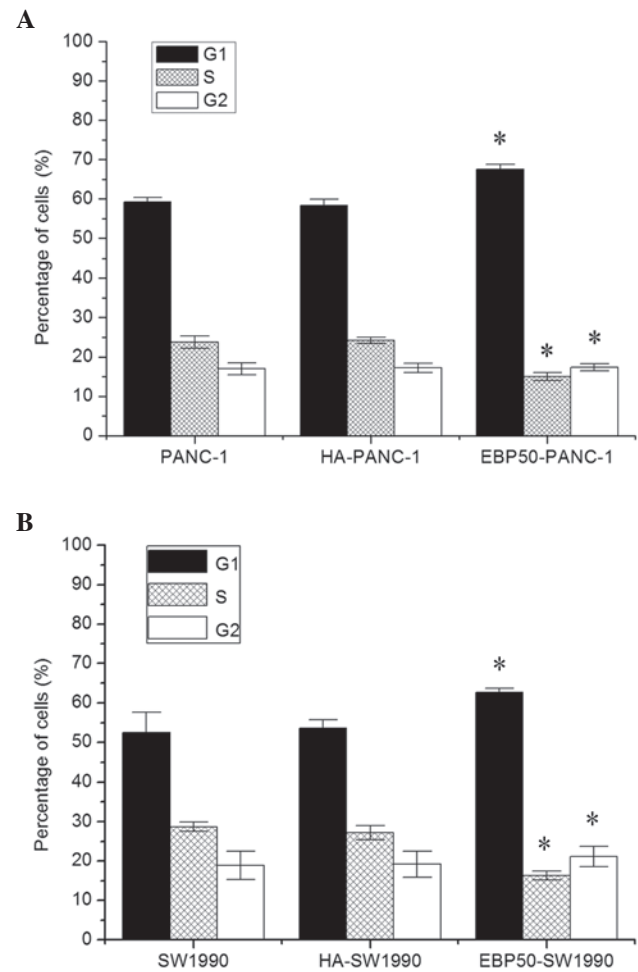 A
100
90
80
70
60
50
40
30
20
10
0
Percentage of cells (%)
G1
S
G2
*
*
*
PANC-1
HA-PANC-1
EBP50-PANC-1
B
100
90
80
70
60
50
40
30
20
10
0
Percentage of cells (%)
G1
S
G2
*
*
*
SW1990
HA-SW1990
EBP50-SW1990